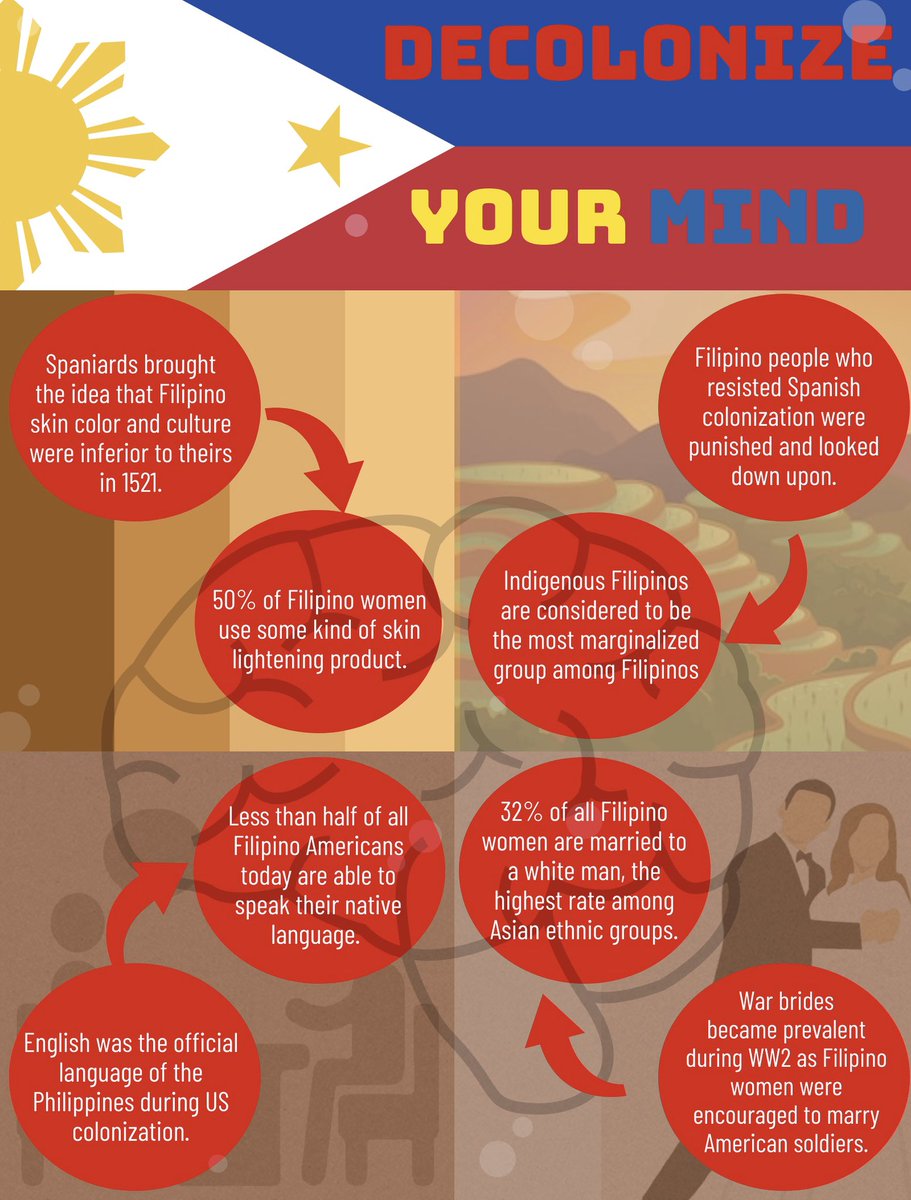 DECOLONIZE
YOUR MIND
Spaniards brought
the idea that Filipino
skin color and culture
were inferior to theirs
in 1521.
50% of Filipino women
use some kind of skin
lightening product.
Filipino people who
resisted Spanish
colonization were
punished and looked
down upon.
Indigenous Filipinos
are considered to be
the most marginalized
group among Filipinos
Less than half of all
Filipino Americans
today are able to
speak their native
language.
English was the official
language of the
Philippines during US
colonization.
32% of all Filipino
women are married to
a white man, the
highest rate among
Asian ethnic groups.
War brides
became prevalent
during WW2 as Filipino
women were
encouraged to marry
American soldiers.